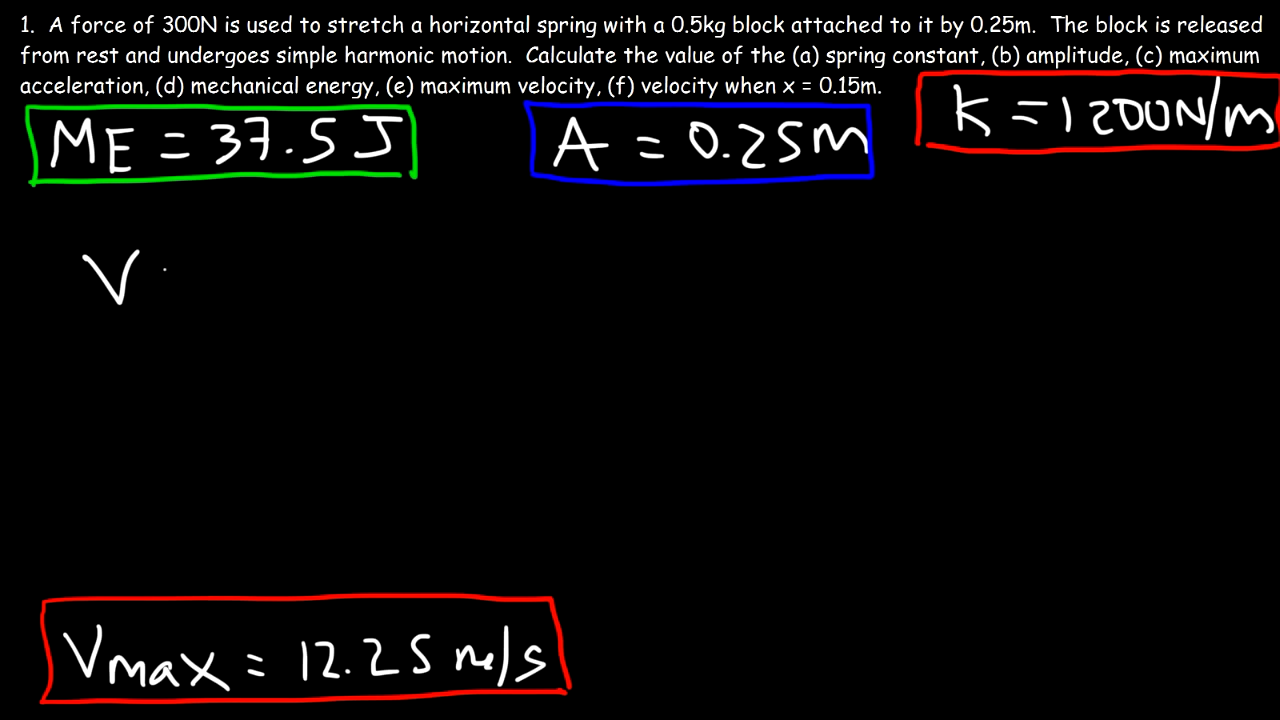 1. A force of 300N is used to stretch a horizontal spring with a 0.5kg block attached to it by 0.25m. The block is released
from rest and undergoes simple harmonic motion. Calculate the value of the (a) spring constant, (b) amplitude, (c) maximum
acceleration, (d) mechanical energy, (e) maximum velocity, (f) velocity when x = 0.15m.
ME = 37.5 J A = 0.25m K = 1200N/m
V
Vmax = 12.25 m/s